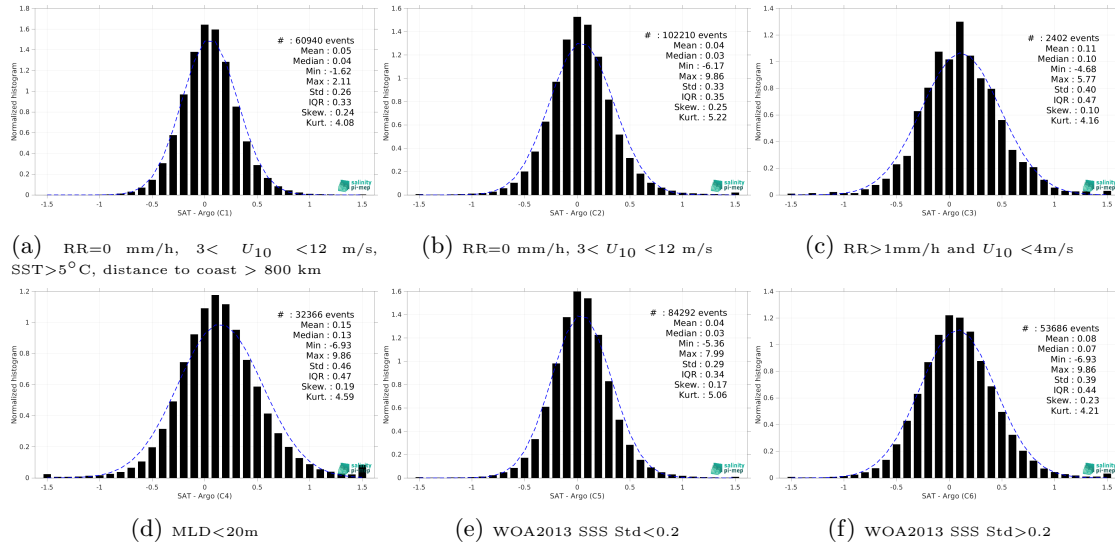 1.8
1.6
1.4
1.2
1
0.8
0.6
0.4
0.2
0
Normalized histogram
# : 60940 events
Mean : 0.05
Median : 0.04
Min : -1.62
Max : 2.11
Std : 0.26
IQR : 0.33
Skew. : 0.24
Kurt. : 4.08
salinity
pi-mep
-1.5 -1 -0.5 0 0.5 1 1.5
SAT - Argo (C1)
(a) RR=0 mm/h, 3< U10 <12 m/s,
SST>5°C, distance to coast > 800 km
1.6
1.4
1.2
1
0.8
0.6
0.4
0.2
0
Normalized histogram
# : 102210 events
Mean : 0.04
Median : 0.03
Min : -6.17
Max : 9.86
Std : 0.33
IQR : 0.35
Skew. : 0.25
Kurt. : 5.22
salinity
pi-mep
-1.5 -1 -0.5 0 0.5 1 1.5
SAT - Argo (C2)
(b) RR=0 mm/h, 3< U10 <12 m/s
1.4
1.2
1
0.8
0.6
0.4
0.2
0
Normalized histogram
# : 2402 events
Mean : 0.11
Median : 0.10
Min : -4.68
Max : 5.77
Std : 0.40
IQR : 0.47
Skew. : 0.10
Kurt. : 4.16
salinity
pi-mep
-1.5 -1 -0.5 0 0.5 1 1.5
SAT - Argo (C3)
(c) RR>1mm/h and U10 <4m/s
1.2
1
0.8
0.6
0.4
0.2
0
Normalized histogram
# : 32366 events
Mean : 0.15
Median : 0.13
Min : -6.93
Max : 9.86
Std : 0.46
IQR : 0.47
Skew. : 0.19
Kurt. : 4.59
salinity
pi-mep
-1.5 -1 -0.5 0 0.5 1 1.5
SAT - Argo (C4)
(d) MLD<20m
1.6
1.4
1.2
1
0.8
0.6
0.4
0.2
0
Normalized histogram
# : 84292 events
Mean : 0.04
Median : 0.03
Min : -5.36
Max : 7.99
Std : 0.29
IQR : 0.34
Skew. : 0.17
Kurt. : 5.06
salinity
pi-mep
-1.5 -1 -0.5 0 0.5 1 1.5
SAT - Argo (C5)
(e) WOA2013 SSS Std<0.2
1.4
1.2
1
0.8
0.6
0.4
0.2
0
Normalized histogram
# : 53686 events
Mean : 0.08
Median : 0.07
Min : -6.93
Max : 9.86
Std : 0.39
IQR : 0.44
Skew. : 0.23
Kurt. : 4.21
salinity
pi-mep
-1.5 -1 -0.5 0 0.5 1 1.5
SAT - Argo (C6)
(f) WOA2013 SSS Std>0.2